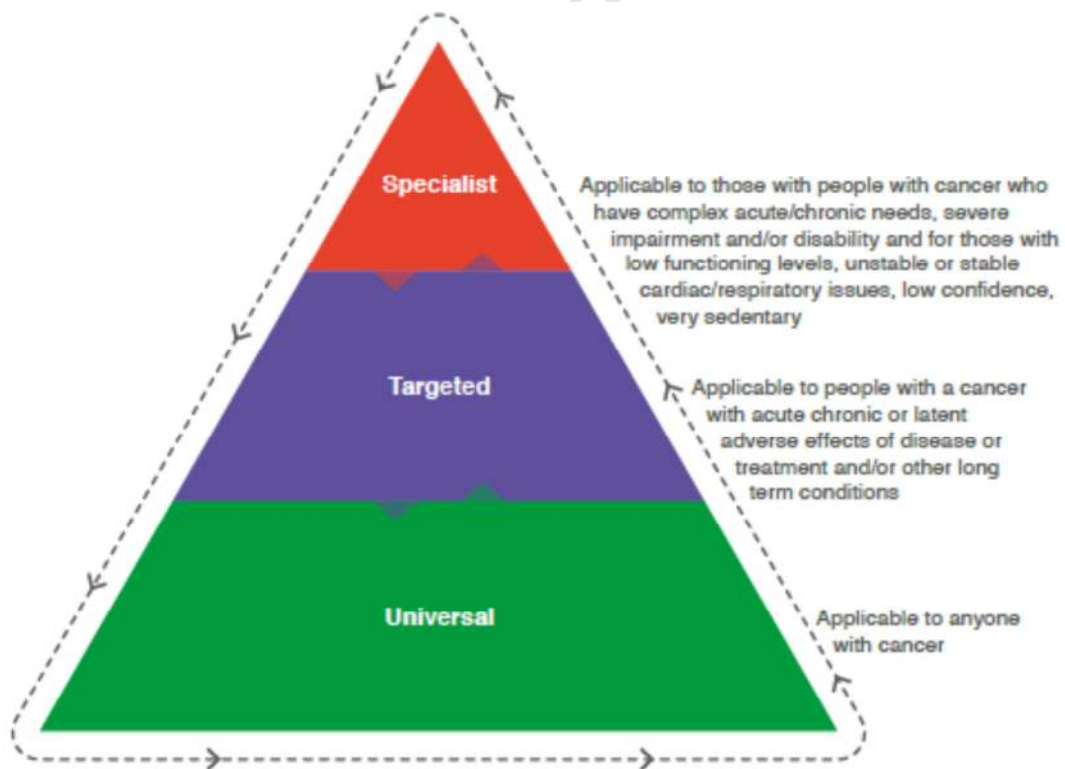 Specialist
Applicable to those with people with cancer who
have complex acute/chronic needs, severe
impairment and/or disability and for those with
low functioning levels, unstable or stable
cardiac/respiratory issues, low confidence,
very sedentary
Targeted
Applicable to people with a cancer
with acute chronic or latent
adverse effects of disease or
treatment and/or other long
term conditions
Universal
Applicable to anyone
with cancer